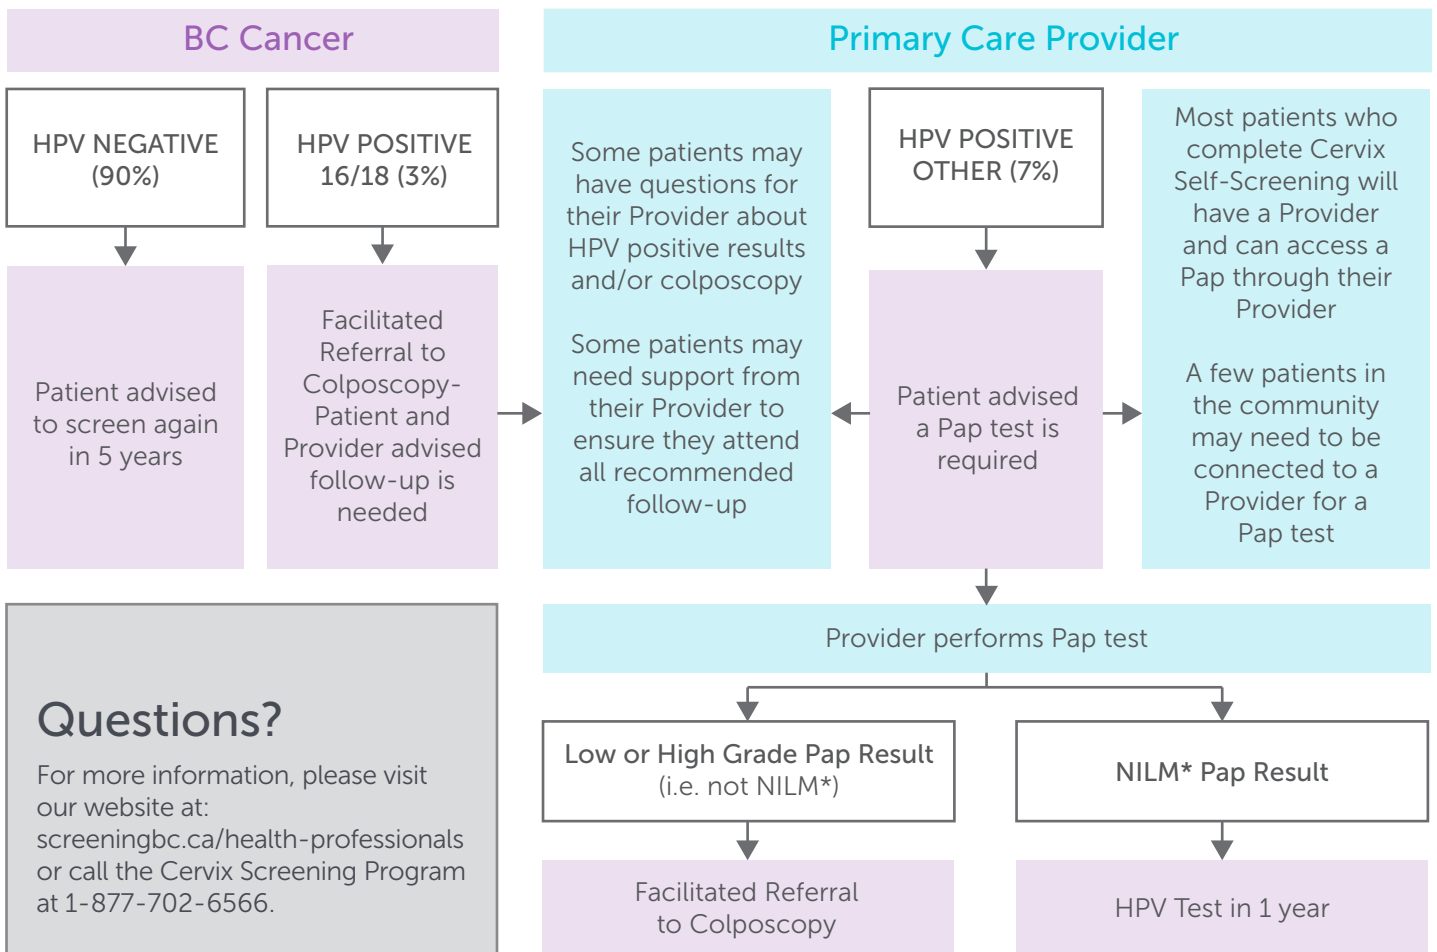 BC Cancer
Primary Care Provider
HPV NEGATIVE
(90%)
HPV POSITIVE
16/18 (3%)
Some patients may
have questions for
their Provider about
HPV positive results
and/or colposcopy
Some patients may
need support from
their Provider to
ensure they attend
all recommended
follow-up
HPV POSITIVE
OTHER (7%)
Most patients who
complete Cervix
Self-Screening will
have a Provider
and can access a
Pap through their
Provider
A few patients in
the community
may need to be
connected to a
Provider for a
Pap test
Patient advised
to screen again
in 5 years
Facilitated
Referral to
Colposcopy-
Patient and
Provider advised
follow-up is
needed
Patient advised
a Pap test is
required
Provider performs Pap test
Low or High Grade Pap Result
(i.e. not NILM*)
NILM* Pap Result
Facilitated Referral
to Colposcopy
HPV Test in 1 year
Questions?
For more information, please visit
our website at:
screeningbc.ca/health-professionals
or call the Cervix Screening Program
at 1-877-702-6566.